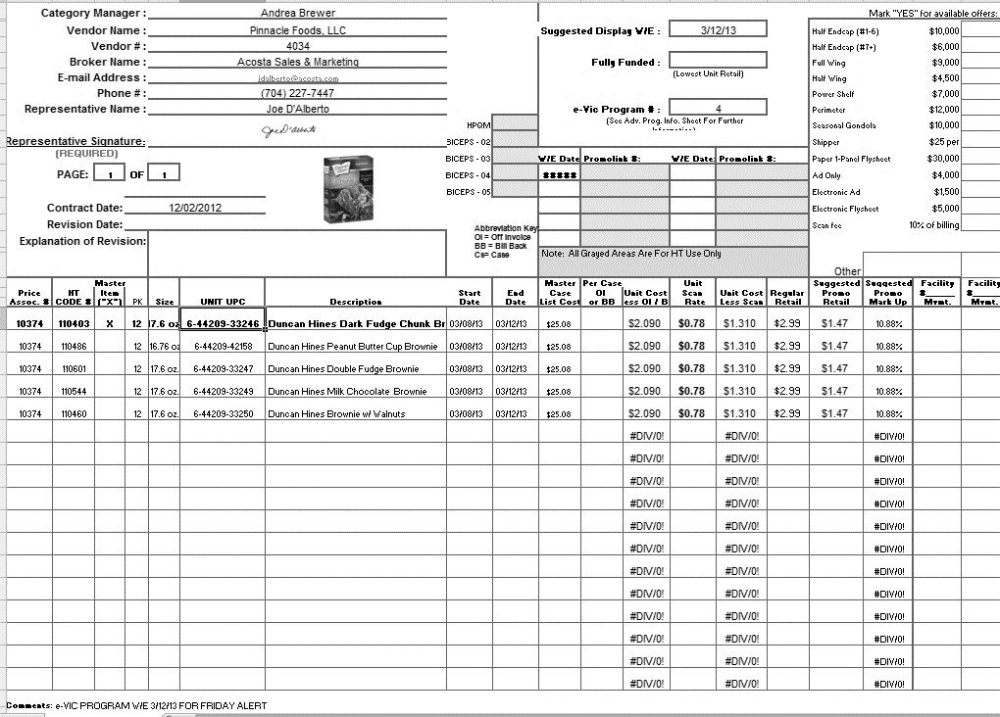 Category Manager : Andrea Brewer
Vendor Name : Pinnacle Foods, LLC
Vendor # : 4034
Broker Name : Acosta Sales & Marketing
E-mail Address : jdalberto@acosta.com
Phone # : (704) 227-7447
Representative Name : Joe D'Alberto
Representative Signature: Joe D'Alberto
(REQUIRED)
PAGE: 1 OF 1
Contract Date: 12/02/2012
Revision Date:
Explanation of Revision:
HPQM
BICEPS - 02
BICEPS - 03
BICEPS - 04
BICEPS - 05
Abbreviation Key
OI = Off Invoice
BB = Bill Back
Cs= Case
Suggested Display W/E : 3/12/13
Fully Funded :
(Lowest Unit Retail)
e-Vic Program # : 4
(See Adv. Prog. Info. Sheet For Further
Information)
W/E Date Promolink #: W/E Date: Promolink #:
#####
Note: All Grayed Areas Are For HT Use Only
Mark "YES" for available offers:
Half Endcap (#1-6) $10,000
Half Endcap (#7+) $6,000
Full Wing $9,000
Half Wing $4,500
Power Shelf $7,000
Perimeter $12,000
Seasonal Gondola $10,000
Shipper $25 per
Paper 1-Panel Flysheet $30,000
Ad Only $4,000
Electronic Ad $1,500
Electronic Flysheet $5,000
Scan fee 10% of billing
Other
Price Assoc. # HT CODE # Master Item ("X") PK Size UNIT UPC Description Start Date End Date Master Case List Cost Per Case OI or BB Unit Cost ess OI / B Unit Scan Rate Unit Cost Less Scan Regular Retail Suggested Promo Retail Suggested Promo Mark Up Facility #______ Mvmt. Facility #______ Mvmt.
10374 110403 X 12 17.6 oz 6-44209-33246 Duncan Hines Dark Fudge Chunk Br 03/08/13 03/12/13 $25.08 $2.090 $0.78 $1.310 $2.99 $1.47 10.88%
10374 110486 12 16.76 oz 6-44209-42158 Duncan Hines Peanut Butter Cup Brownie 03/08/13 03/12/13 $25.08 $2.090 $0.78 $1.310 $2.99 $1.47 10.88%
10374 110601 12 17.6 oz. 6-44209-33247 Duncan Hines Double Fudge Brownie 03/08/13 03/12/13 $25.08 $2.090 $0.78 $1.310 $2.99 $1.47 10.88%
10374 110544 12 17.6 oz. 6-44209-33249 Duncan Hines Milk Chocolate Brownie 03/08/13 03/12/13 $25.08 $2.090 $0.78 $1.310 $2.99 $1.47 10.88%
10374 110460 12 17.6 oz. 6-44209-33250 Duncan Hines Brownie w/ Walnuts 03/08/13 03/12/13 $25.08 $2.090 $0.78 $1.310 $2.99 $1.47 10.88%
#DIV/0! #DIV/0! #DIV/0!
#DIV/0! #DIV/0! #DIV/0!
#DIV/0! #DIV/0! #DIV/0!
#DIV/0! #DIV/0! #DIV/0!
#DIV/0! #DIV/0! #DIV/0!
#DIV/0! #DIV/0! #DIV/0!
#DIV/0! #DIV/0! #DIV/0!
#DIV/0! #DIV/0! #DIV/0!
#DIV/0! #DIV/0! #DIV/0!
#DIV/0! #DIV/0! #DIV/0!
#DIV/0! #DIV/0! #DIV/0!
#DIV/0! #DIV/0! #DIV/0!
Comments: e-VIC PROGRAM W/E 3/12/13 FOR FRIDAY ALERT